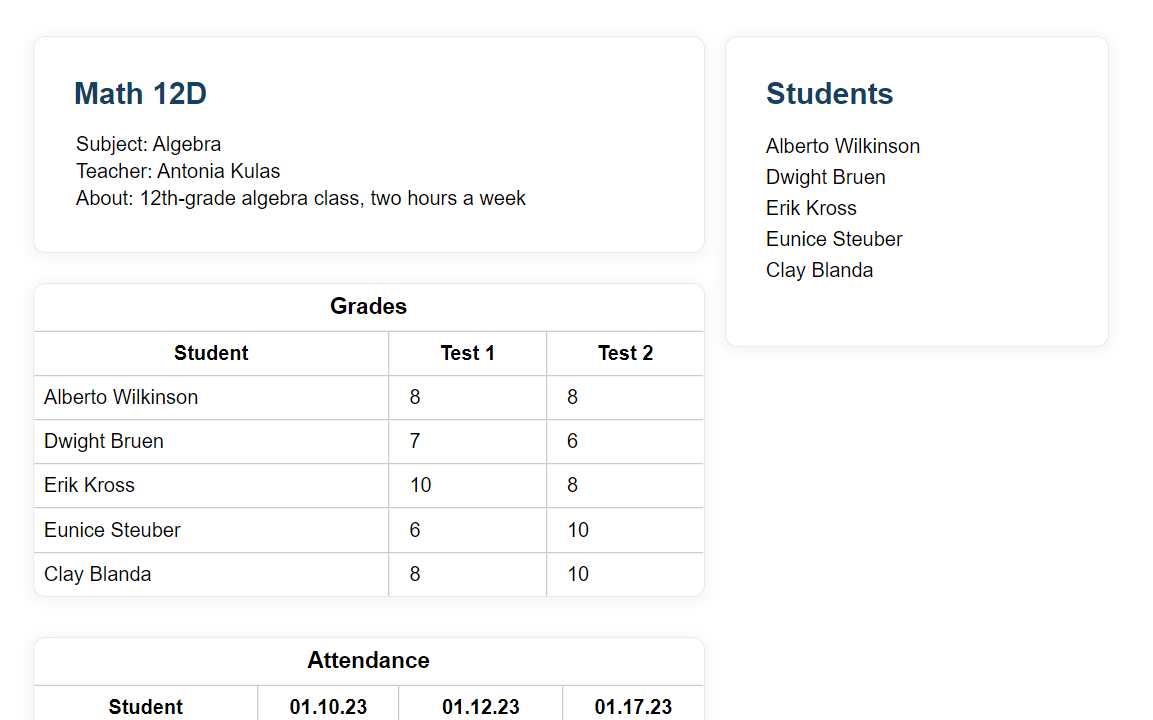 Math 12D
Subject: Algebra
Teacher: Antonia Kulas
About: 12th-grade algebra class, two hours a week
Students
Alberto Wilkinson
Dwight Bruen
Erik Kross
Eunice Steuber
Clay Blanda
Grades
Student Test 1 Test 2
Alberto Wilkinson 8 8
Dwight Bruen 7 6
Erik Kross 10 8
Eunice Steuber 6 10
Clay Blanda 8 10
Attendance
Student 01.10.23 01.12.23 01.17.23